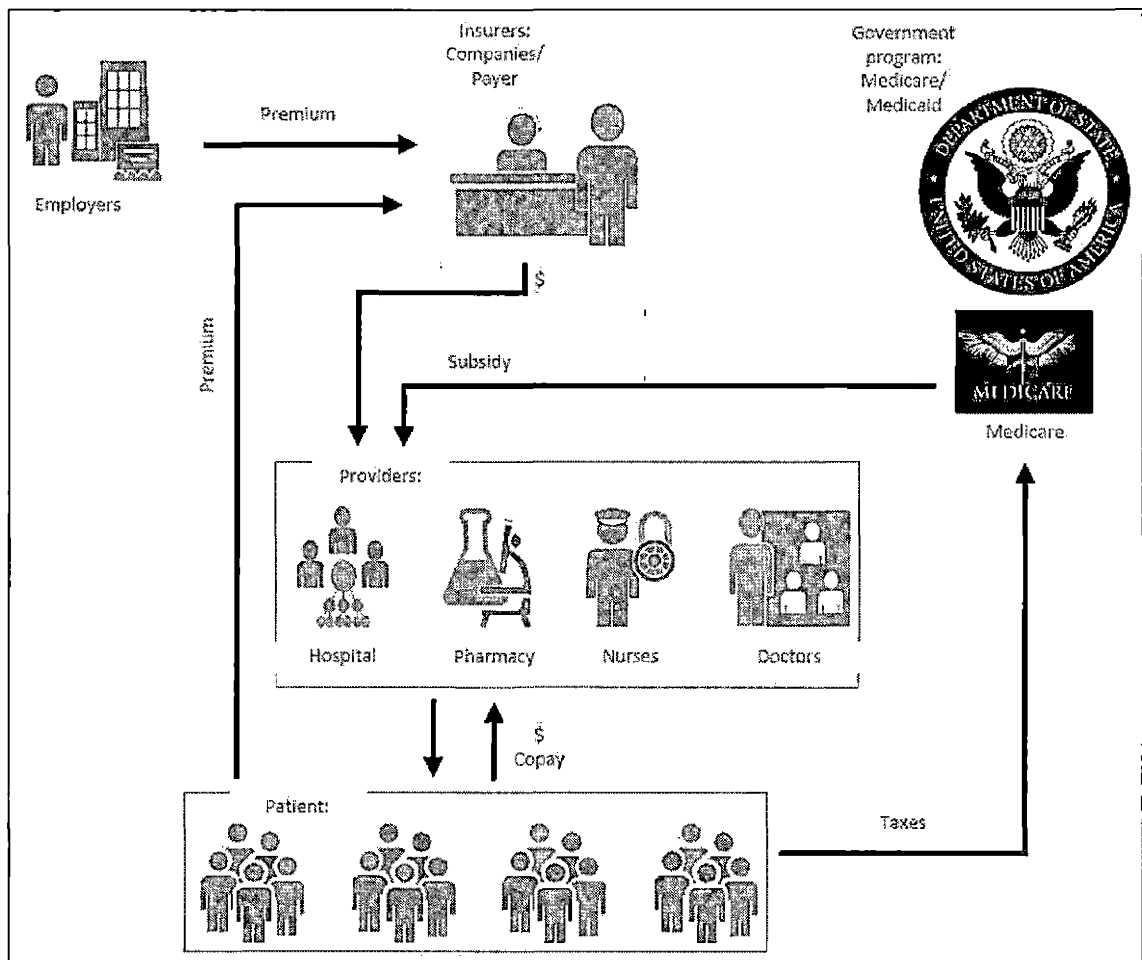 Insurers:
Companies/
Payer
Government
program:
Medicare/
Medicaid
Premium
Employers
DEPARTMENT OF STATE
UNITED STATES OF AMERICA
$
Premium
Subsidy
MEDICARE
Medicare
Providers:
Hospital
Pharmacy
Nurses
Doctors
$
Copay
Patient:
Taxes